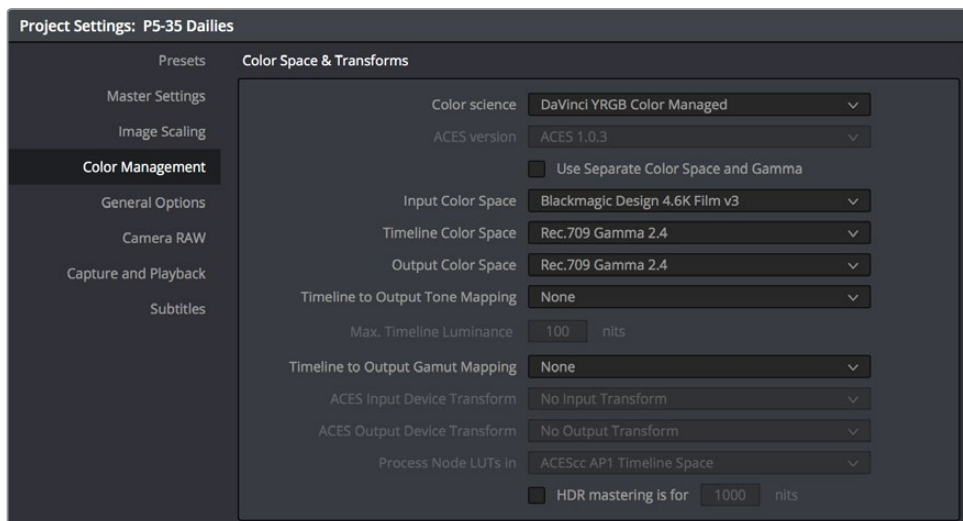 Project Settings: P5-35 Dailies
Presets
Master Settings
Image Scaling
Color Management
General Options
Camera RAW
Capture and Playback
Subtitles
Color Space & Transforms
Color science DaVinci YRGB Color Managed
ACES version ACES 1.0.3
Use Separate Color Space and Gamma
Input Color Space Blackmagic Design 4.6K Film v3
Timeline Color Space Rec.709 Gamma 2.4
Output Color Space Rec.709 Gamma 2.4
Timeline to Output Tone Mapping None
Max. Timeline Luminance 100 nits
Timeline to Output Gamut Mapping None
ACES Input Device Transform No Input Transform
ACES Output Device Transform No Output Transform
Process Node LUTs in ACEScc AP1 Timeline Space
HDR mastering is for 1000 nits